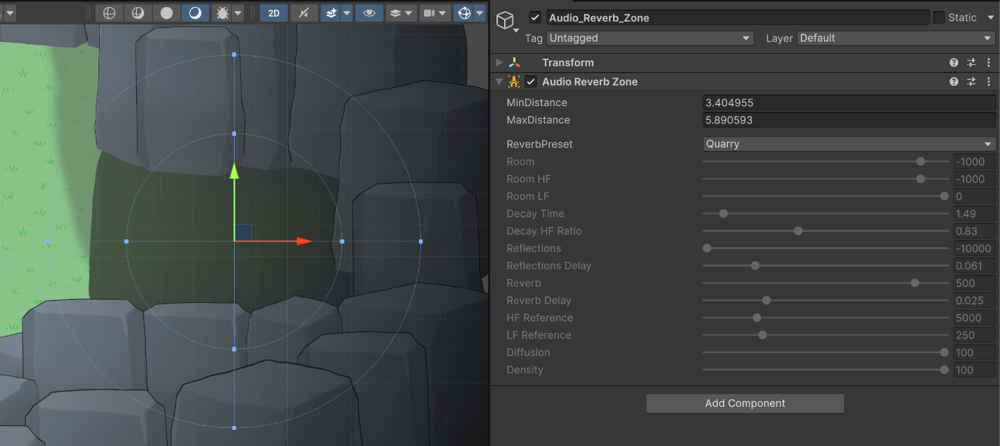 2D
Audio_Reverb_Zone
Static
Tag Untagged Layer Default
Transform
Audio Reverb Zone
MinDistance 3.404955
MaxDistance 5.890593
ReverbPreset Quarry
Room -1000
Room HF -1000
Room LF 0
Decay Time 1.49
Decay HF Ratio 0.83
Reflections -10000
Reflections Delay 0.061
Reverb 500
Reverb Delay 0.025
HF Reference 5000
LF Reference 250
Diffusion 100
Density 100
Add Component